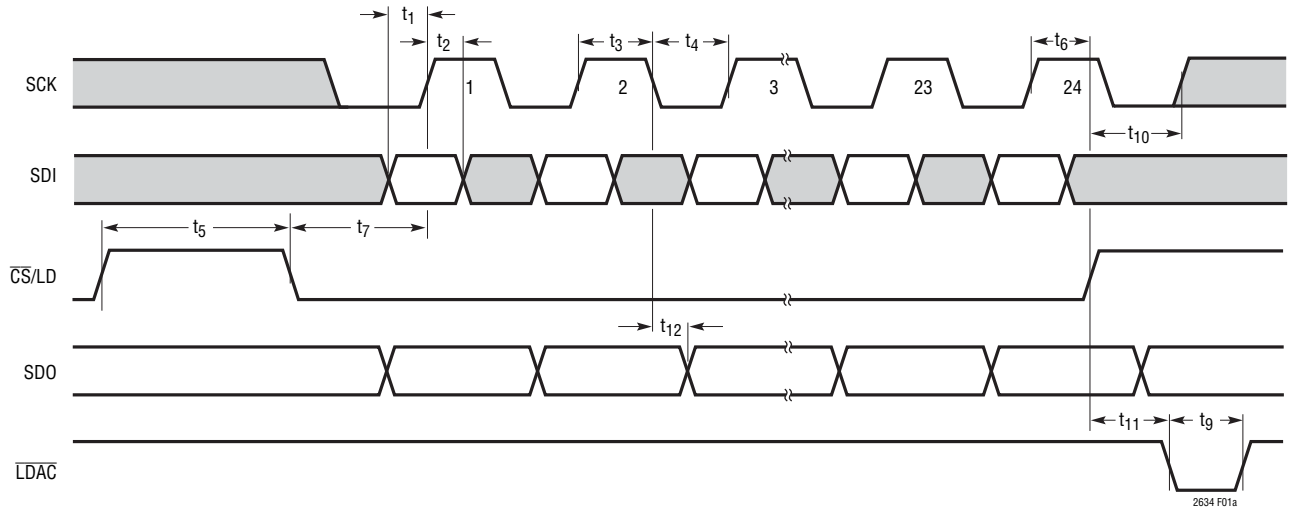 t1
t2 t3 t4 t6
SCK 1 2 3 23 24
t10
SDI
t5 t7
CS/LD
t12
SDO
t11 t9
LDAC
2634 F01a